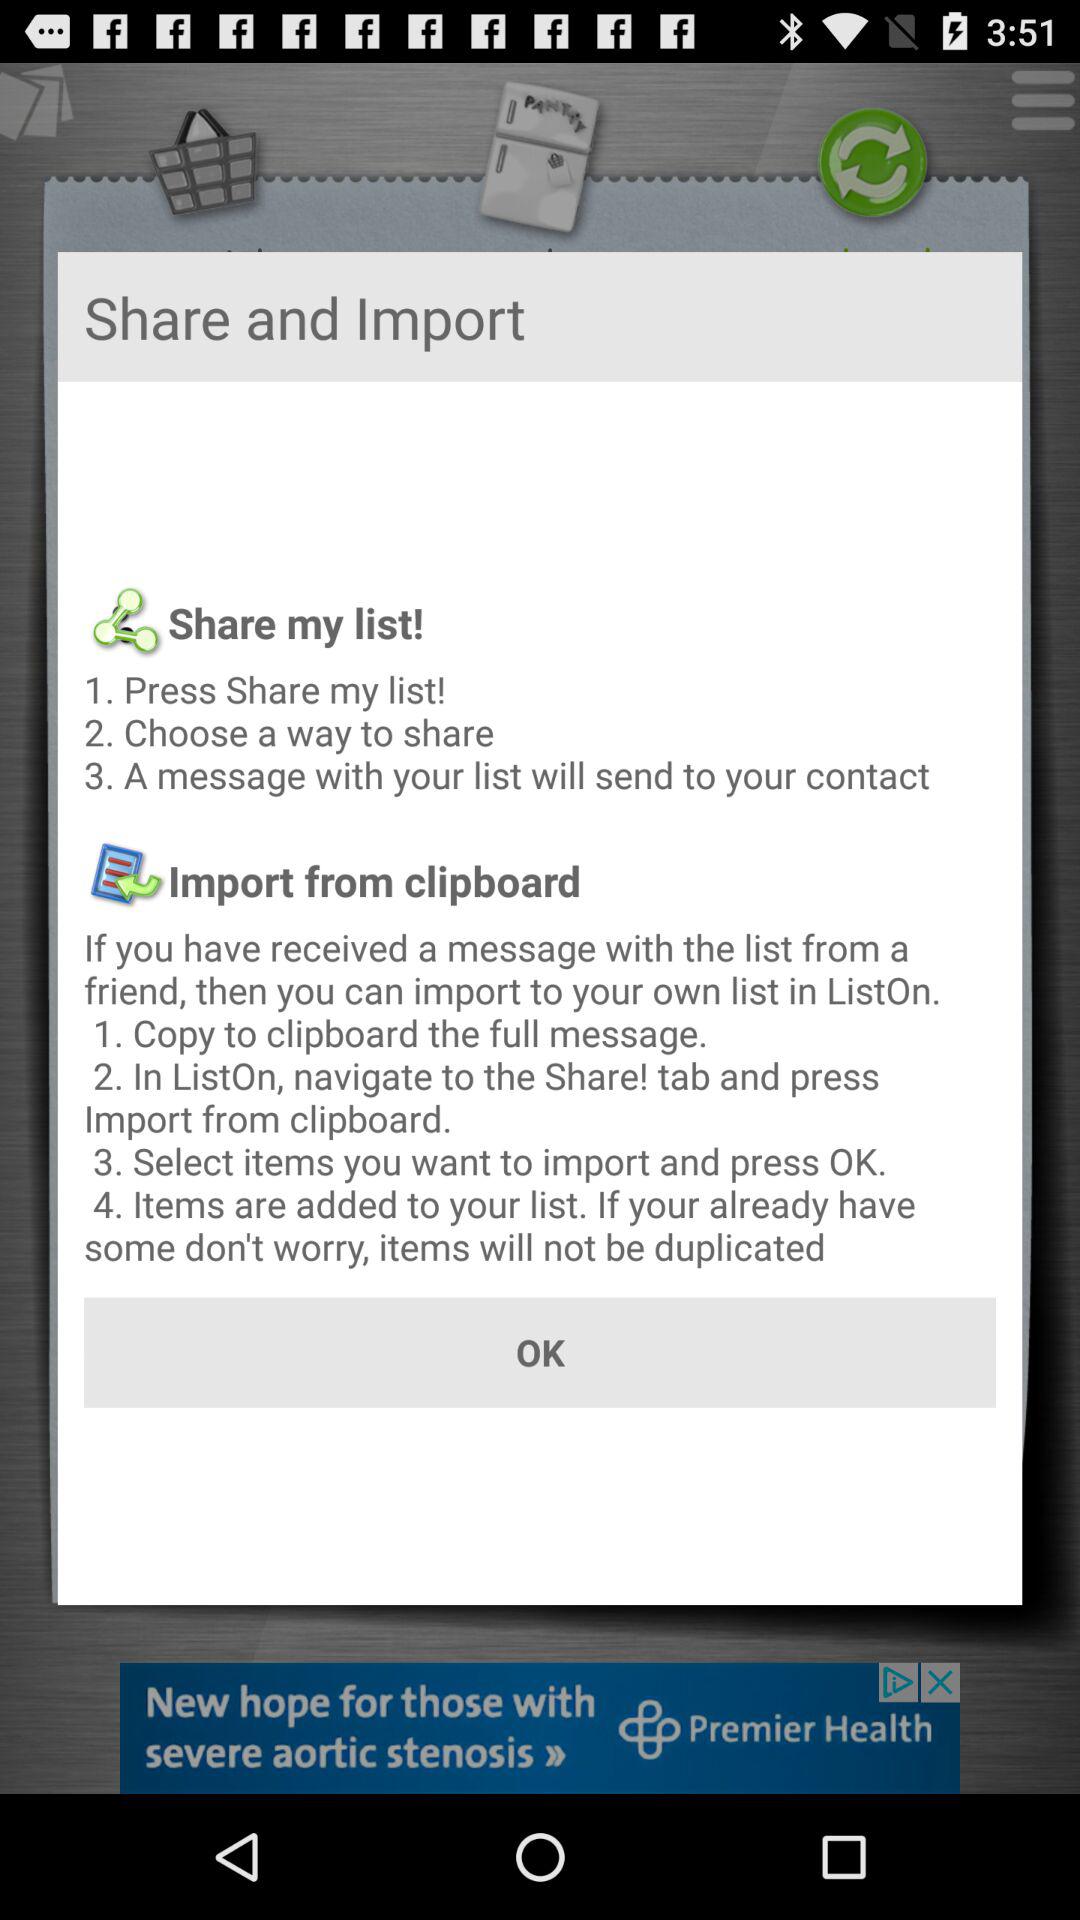 3:51
PANTRY
Share and Import
Share my list!
1. Press Share my list!
2. Choose a way to share
3. A message with your list will send to your contact
Import from clipboard
If you have received a message with the list from a
friend, then you can import to your own list in ListOn.
1. Copy to clipboard the full message.
2. In ListOn, navigate to the Share! tab and press
Import from clipboard.
3. Select items you want to import and press OK.
4. Items are added to your list. If your already have
some don't worry, items will not be duplicated
OK
New hope for those with
severe aortic stenosis »
Premier Health